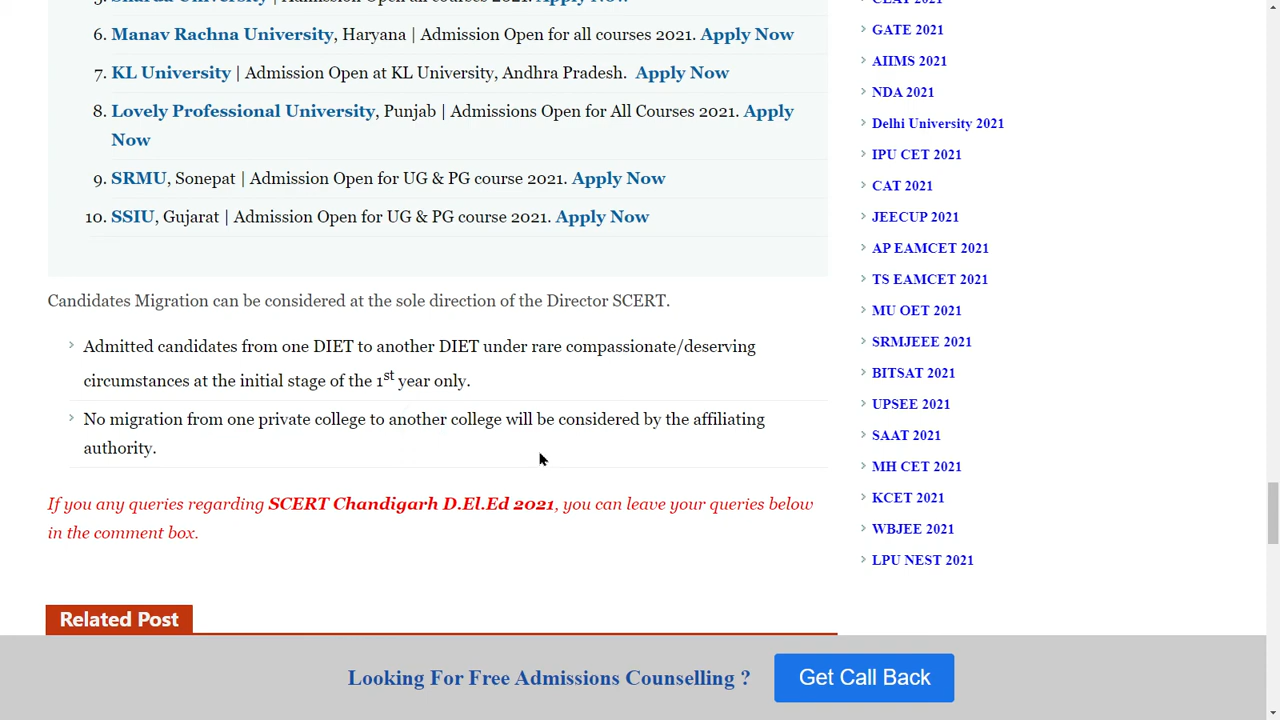 6. Manav Rachna University, Haryana | Admission Open for all courses 2021. Apply Now
7. KL University | Admission Open at KL University, Andhra Pradesh. Apply Now
8. Lovely Professional University, Punjab | Admissions Open for All Courses 2021. Apply
Now
9. SRMU, Sonepat | Admission Open for UG & PG course 2021. Apply Now
10. SSIU, Gujarat | Admission Open for UG & PG course 2021. Apply Now
Candidates Migration can be considered at the sole direction of the Director SCERT.
Admitted candidates from one DIET to another DIET under rare compassionate/deserving
circumstances at the initial stage of the 1st year only.
No migration from one private college to another college will be considered by the affiliating
authority.
If you any queries regarding SCERT Chandigarh D.El.Ed 2021, you can leave your queries below
in the comment box.
Related Post
GATE 2021
AIIMS 2021
NDA 2021
Delhi University 2021
IPU CET 2021
CAT 2021
JEECUP 2021
AP EAMCET 2021
TS EAMCET 2021
MU OET 2021
SRMJEEE 2021
BITSAT 2021
UPSEE 2021
SAAT 2021
MH CET 2021
KCET 2021
WBJEE 2021
LPU NEST 2021
Looking For Free Admissions Counselling ?
Get Call Back